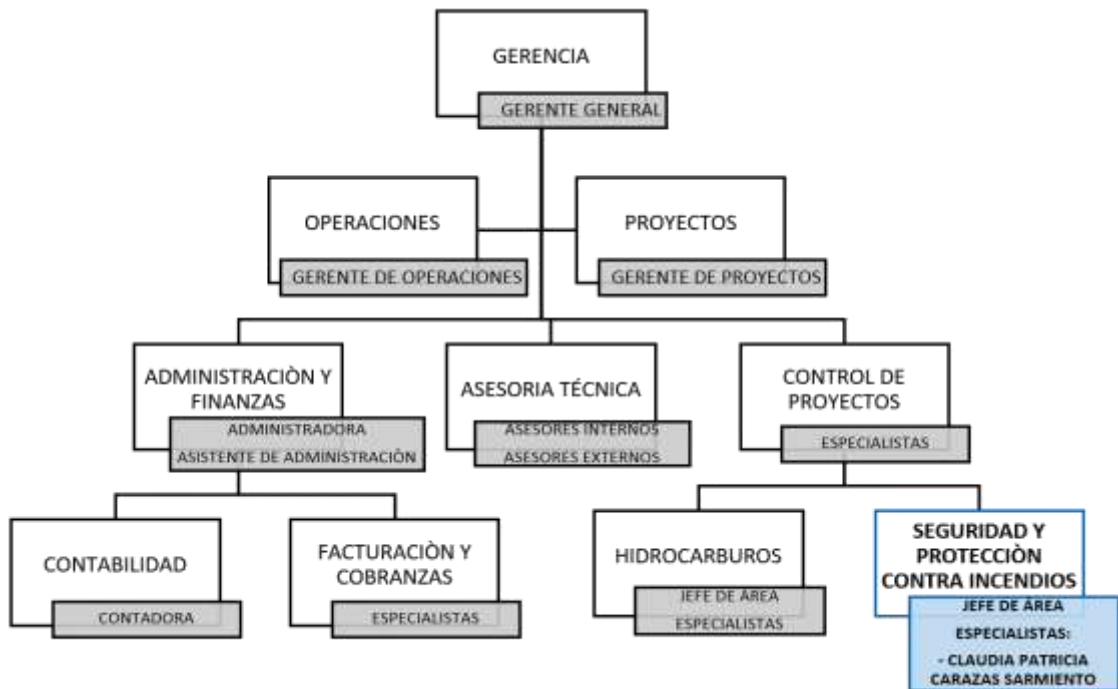 GERENCIA
GERENTE GENERAL
OPERACIONES
GERENTE DE OPERACIONES
PROYECTOS
GERENTE DE PROYECTOS
ADMINISTRACIÒN Y
FINANZAS
ADMINISTRADORA
ASISTENTE DE ADMINISTRACIÒN
ASESORIA TÉCNICA
ASESORES INTERNOS
ASESORES EXTERNOS
CONTROL DE
PROYECTOS
ESPECIALISTAS
CONTABILIDAD
CONTADORA
FACTURACIÒN Y
COBRANZAS
ESPECIALISTAS
HIDROCARBUROS
JEFE DE ÁREA
ESPECIALISTAS
SEGURIDAD Y
PROTECCIÒN
CONTRA INCENDIOS
JEFE DE ÁREA
ESPECIALISTAS:
- CLAUDIA PATRICIA
CARAZAS SARMIENTO